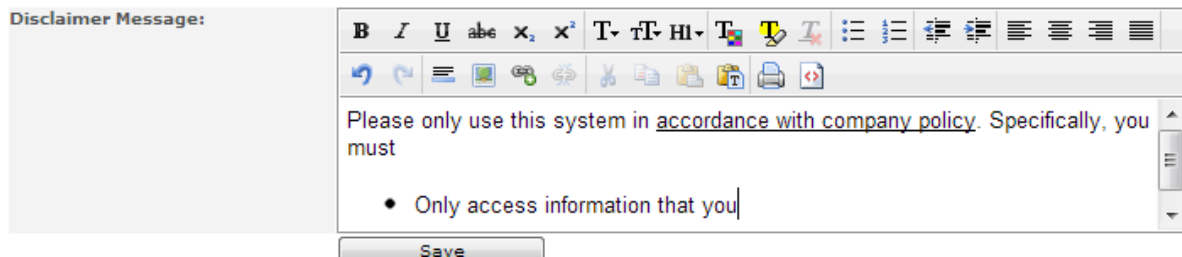 Disclaimer Message:
B I U abc x₂ x² T TT H1 T T T
Please only use this system in accordance with company policy. Specifically, you
must
• Only access information that you
Save